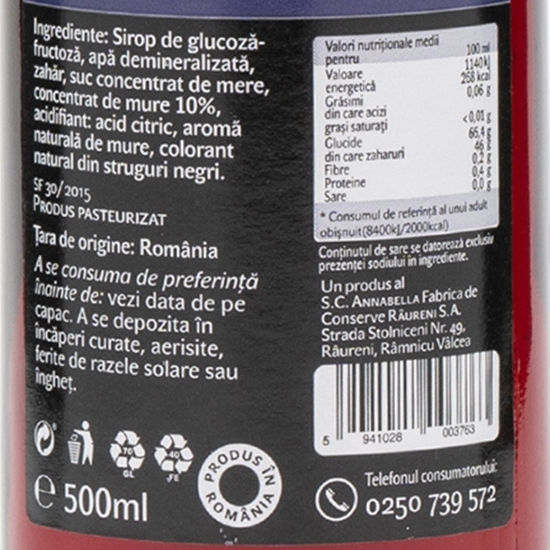 Ingrediente: Sirop de glucoză-
fructoză, apă demineralizată,
zahăr, suc concentrat de mere,
concentrat de mure 10%,
acidifiant: acid citric, aromă
naturală de mure, colorant
natural din struguri negri.
SF 30/2015
PRODUS PASTEURIZAT
Țara de origine: România
A se consuma de preferință
înainte de: vezi data de pe
capac. A se depozita în
încăperi curate, aerisite,
ferite de razele solare sau
îngheț.
70
GL
40
FE
PRODUS ÎN ROMÂNIA
e 500ml
Valori nutriționale medii
pentru 100 ml
Valoare 1140kJ
energetică 268 kcal
Grăsimi 0,06 g
din care acizi
grași saturați <0,01 g
Glucide 66,4 g
din care zaharuri 46 g
Fibre 0,2 g
Proteine 0,4 g
Sare 0,0 g
* Consumul de referință al unui adult
obișnuit (8400kJ/2000kcal)
Conținutul de sare se datorează exclusiv
prezenței sodiului în ingrediente.
Un produs al
S.C. ANNABELLA Fabrica de
Conserve RÂURENI S.A.
Strada Stolniceni Nr. 49,
Râureni, Râmnicu Vâlcea
5 941028 003763
Telefonul consumatorului:
0250 739 572